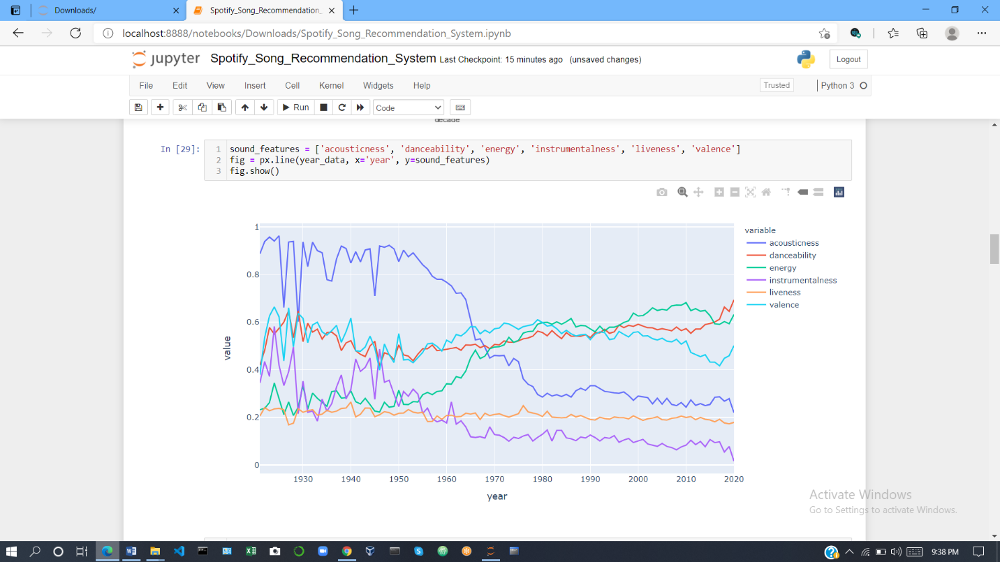 Downloads/
Spotify_Song_Recommendation_
localhost:8888/notebooks/Downloads/Spotify_Song_Recommendation_System.ipynb
jupyter Spotify_Song_Recommendation_System Last Checkpoint: 15 minutes ago (unsaved changes)
Logout
File Edit View Insert Cell Kernel Widgets Help
Trusted Python 3
Run Code
decade
In [29]:
1 sound_features = ['acousticness', 'danceability', 'energy', 'instrumentalness', 'liveness', 'valence']
2 fig = px.line(year_data, x='year', y=sound_features)
3 fig.show()
variable
acousticness
danceability
energy
instrumentalness
liveness
valence
1
0.8
0.6
0.4
0.2
0
value
1930 1940 1950 1960 1970 1980 1990 2000 2010 2020
year
Activate Windows
Go to Settings to activate Windows.
9:38 PM